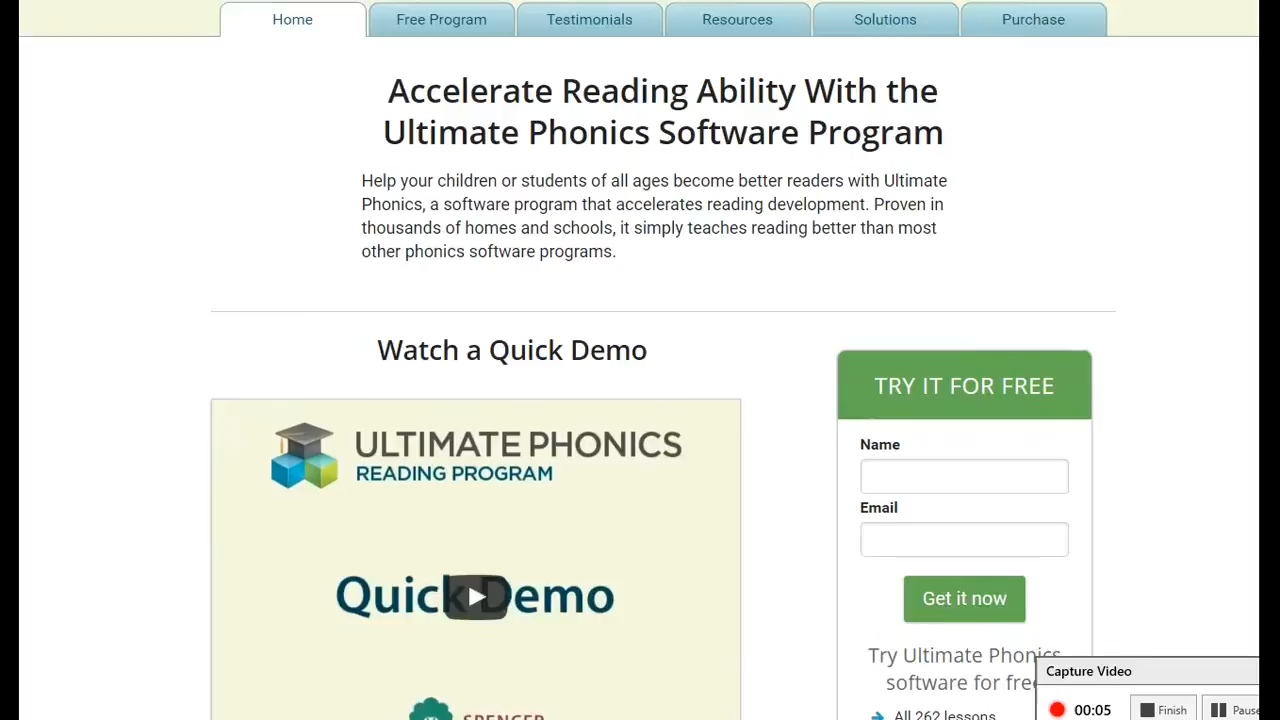 Home
Free Program
Testimonials
Resources
Solutions
Purchase
Accelerate Reading Ability With the
Ultimate Phonics Software Program
Help your children or students of all ages become better readers with Ultimate
Phonics, a software program that accelerates reading development. Proven in
thousands of homes and schools, it simply teaches reading better than most
other phonics software programs.
Watch a Quick Demo
ULTIMATE PHONICS
READING PROGRAM
Quick Demo
SPENCER
TRY IT FOR FREE
Name
Email
Get it now
Try Ultimate Phonics
software for free
All 262 lessons
Capture Video
00:05
Finish
Pause